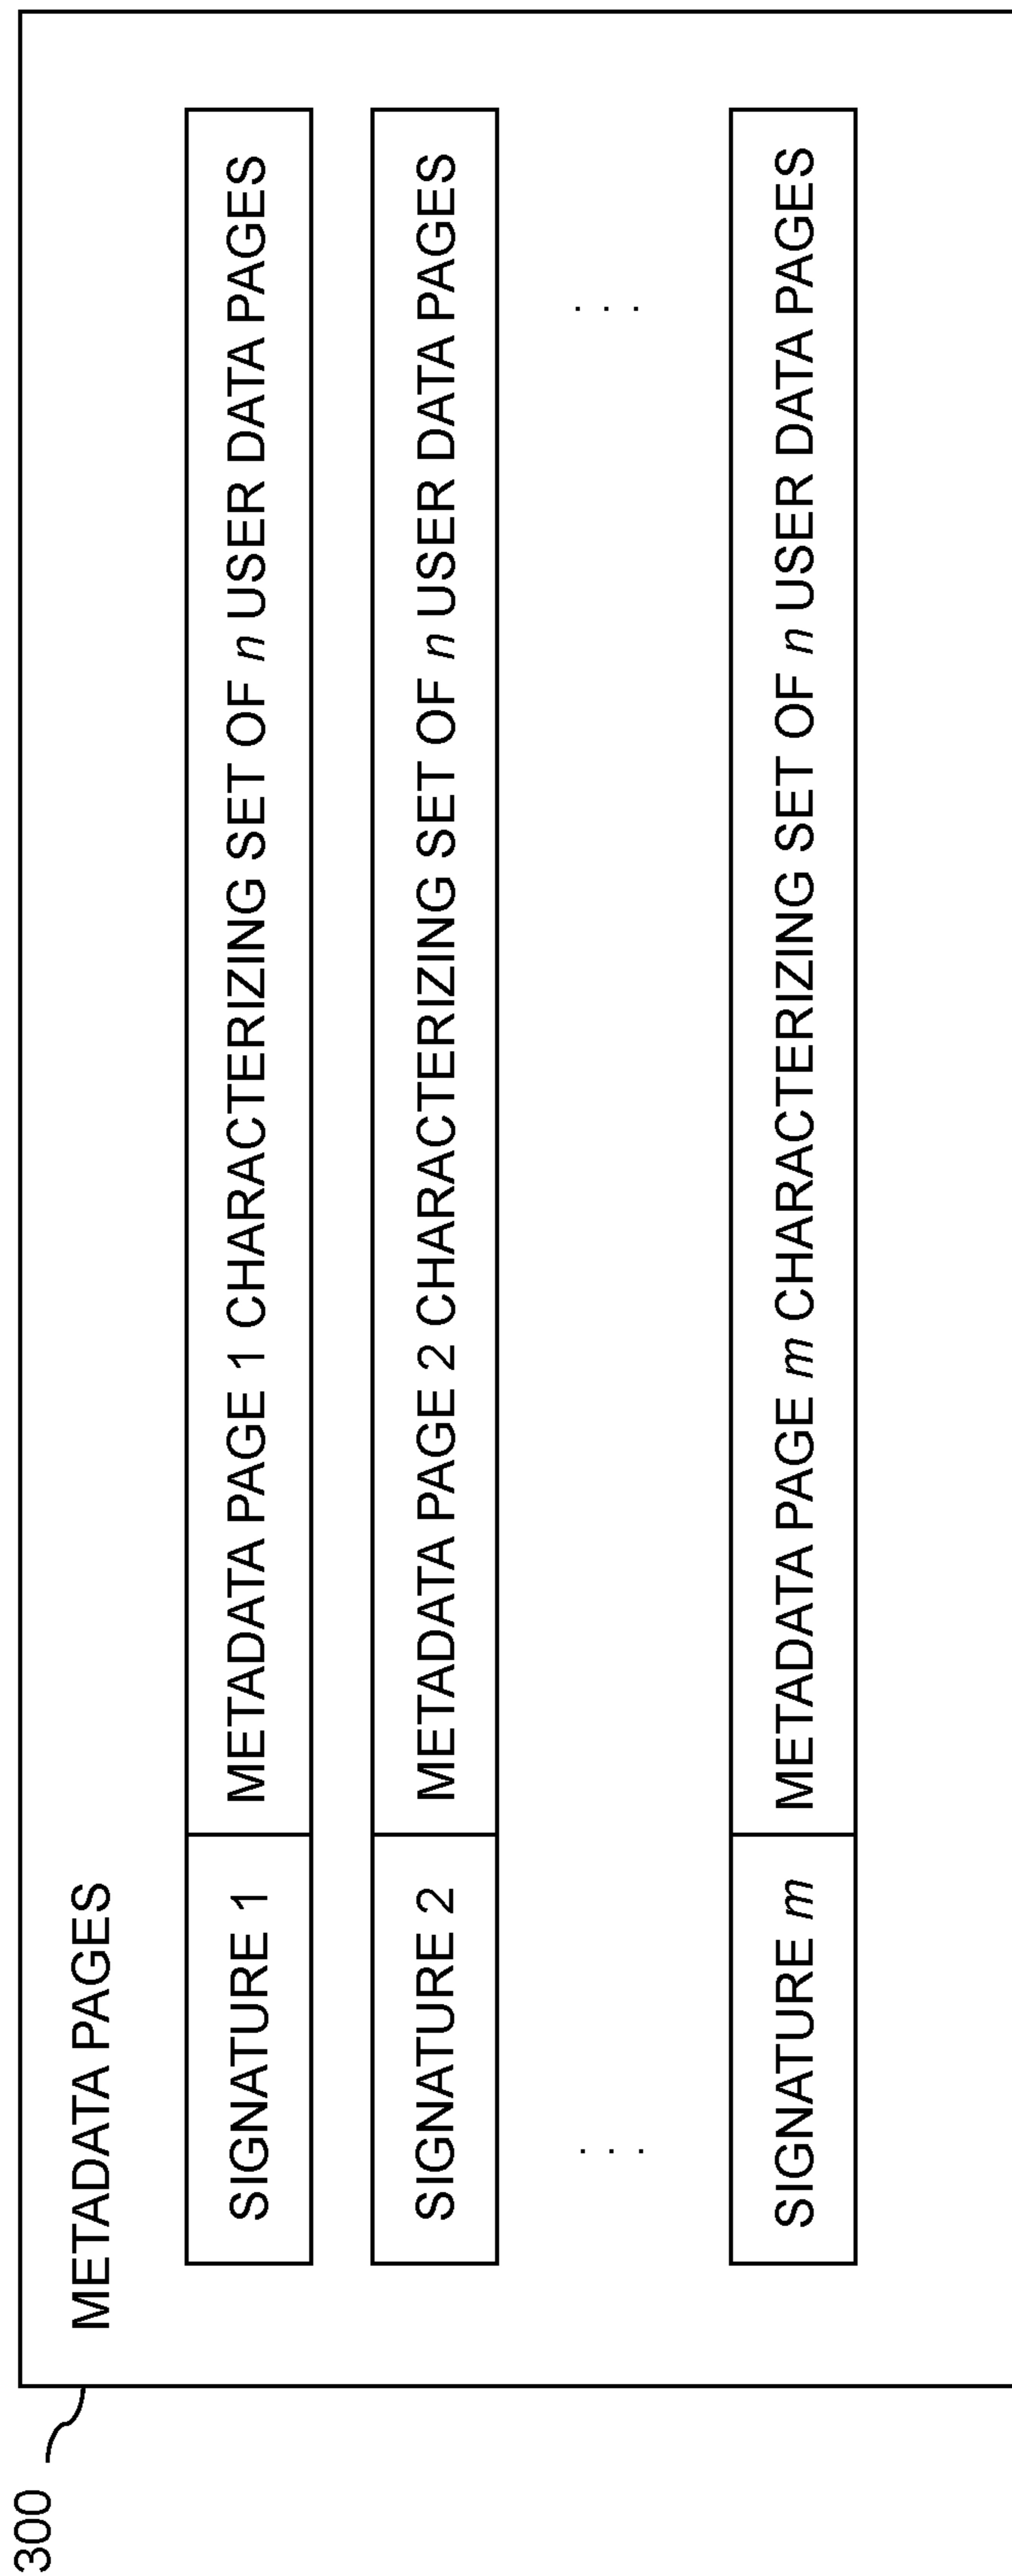 300
METADATA PAGES
SIGNATURE 1 METADATA PAGE 1 CHARACTERIZING SET OF n USER DATA PAGES
SIGNATURE 2 METADATA PAGE 2 CHARACTERIZING SET OF n USER DATA PAGES
. . . . . .
SIGNATURE m METADATA PAGE m CHARACTERIZING SET OF n USER DATA PAGES